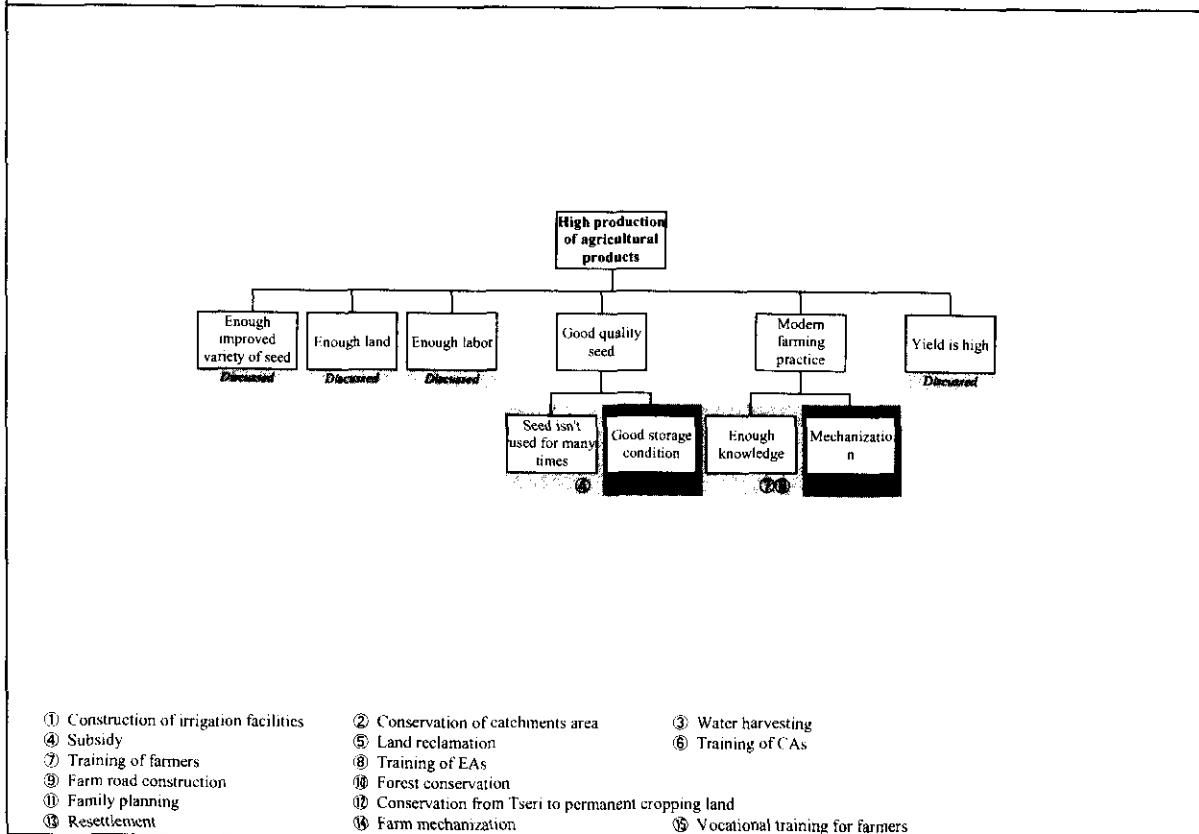 High production
of agricultural
products
Enough
improved
variety of seed
Discussed
Enough land
Discussed
Enough labor
Discussed
Good quality
seed
Modern
farming
practice
Yield is high
Discussed
Seed isn't
used for many
times
④
Good storage
condition
Enough
knowledge
⑦⑧
Mechanizatio
n
① Construction of irrigation facilities ② Conservation of catchments area ③ Water harvesting
④ Subsidy ⑤ Land reclamation ⑥ Training of CAs
⑦ Training of farmers ⑧ Training of EAs
⑨ Farm road construction ⑩ Forest conservation
⑪ Family planning ⑫ Conservation from Tseri to permanent cropping land
⑬ Resettlement ⑭ Farm mechanization ⑮ Vocational training for farmers